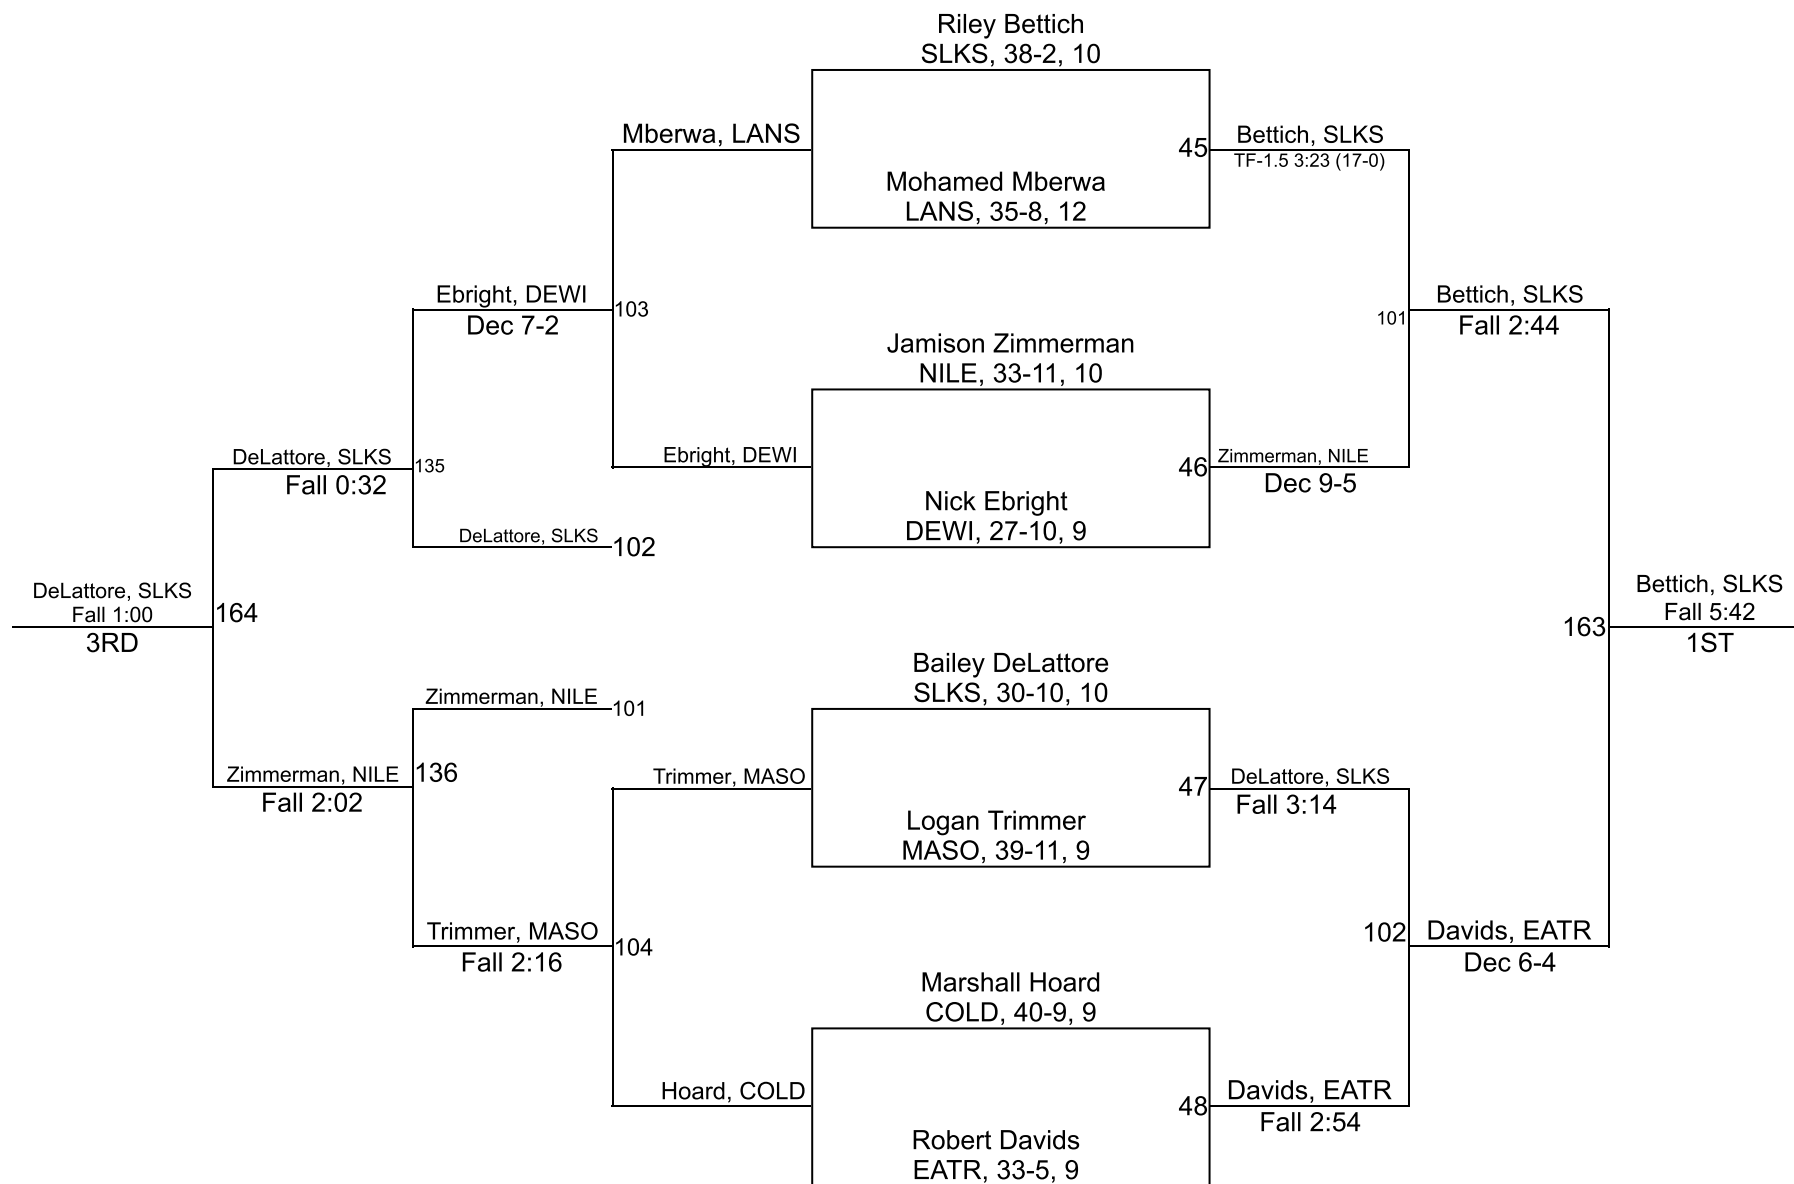 Riley Bettich
SLKS, 38-2, 10
Mberwa, LANS
45
Bettich, SLKS
TF-1.5 3:23 (17-0)
Mohamed Mberwa
LANS, 35-8, 12
Ebright, DEWI
103
Dec 7-2
101
Bettich, SLKS
Fall 2:44
Jamison Zimmerman
NILE, 33-11, 10
DeLattore, SLKS
135
Fall 0:32
Ebright, DEWI
46
Zimmerman, NILE
Dec 9-5
Nick Ebright
DEWI, 27-10, 9
DeLattore, SLKS
102
DeLattore, SLKS
Fall 1:00
3RD
164
163
Bettich, SLKS
Fall 5:42
1ST
Bailey DeLattore
SLKS, 30-10, 10
Zimmerman, NILE
101
Zimmerman, NILE
136
Fall 2:02
Trimmer, MASO
47
DeLattore, SLKS
Fall 3:14
Logan Trimmer
MASO, 39-11, 9
Trimmer, MASO
104
Fall 2:16
102
Davids, EATR
Dec 6-4
Marshall Hoard
COLD, 40-9, 9
Hoard, COLD
48
Davids, EATR
Fall 2:54
Robert Davids
EATR, 33-5, 9